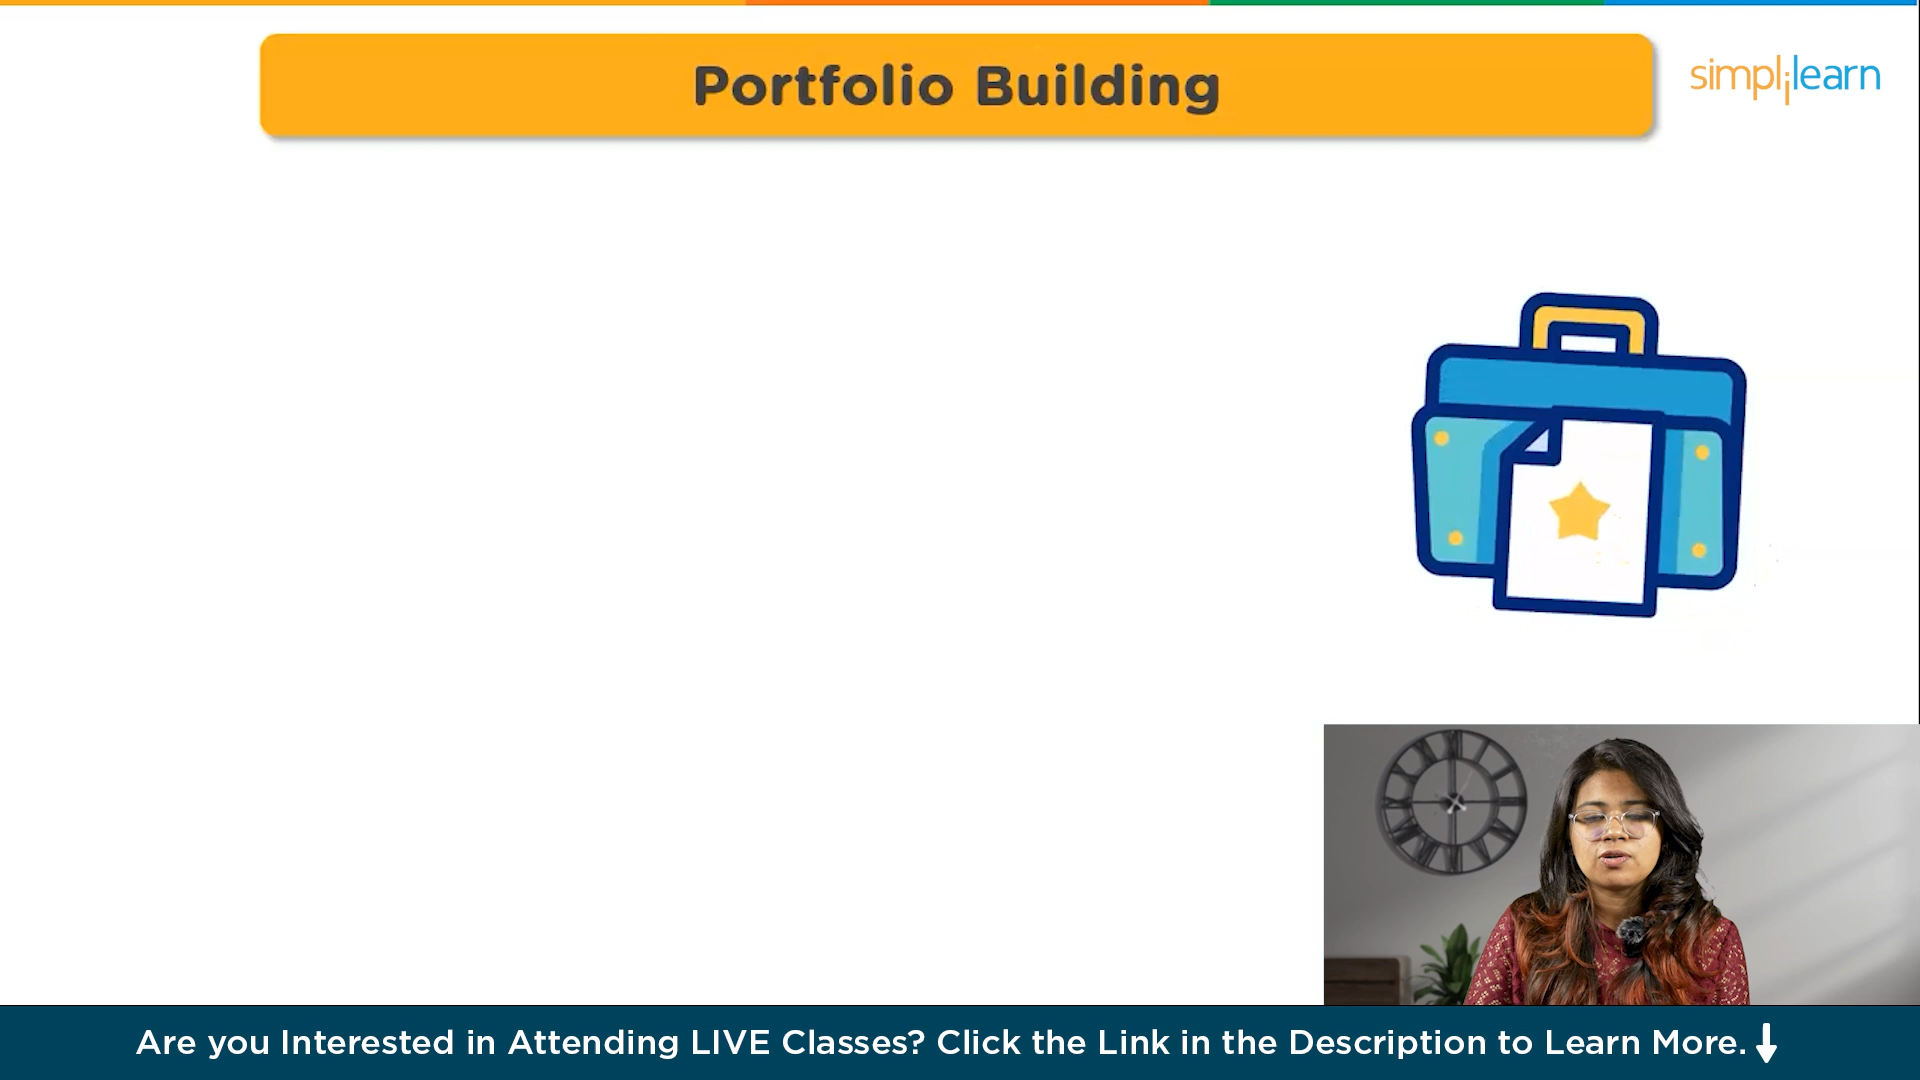 Portfolio Building
simplilearn
Are you Interested in Attending LIVE Classes? Click the Link in the Description to Learn More.